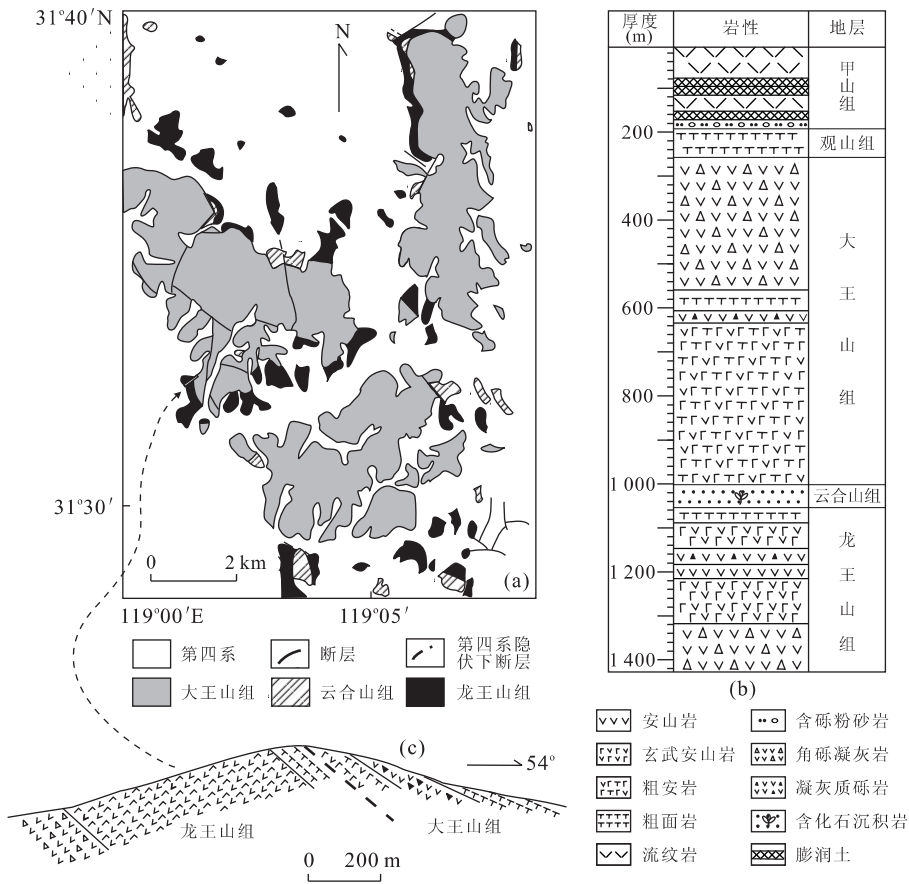 31°40′N
N
31°30′
0 2 km
(a)
119°00′E 119°05′
第四系
断层
第四系隐
伏下断层
大王山组
云合山组
龙王山组
(c)
54°
龙王山组
大王山组
0 200 m
厚度
(m)
岩性
地层
200
400
600
800
1 000
1 200
1 400
甲山组
观山组
大王山组
云合山组
龙王山组
(b)
安山岩
含砾粉砂岩
玄武安山岩
角砾凝灰岩
粗安岩
凝灰质砾岩
粗面岩
含化石沉积岩
流纹岩
膨润土